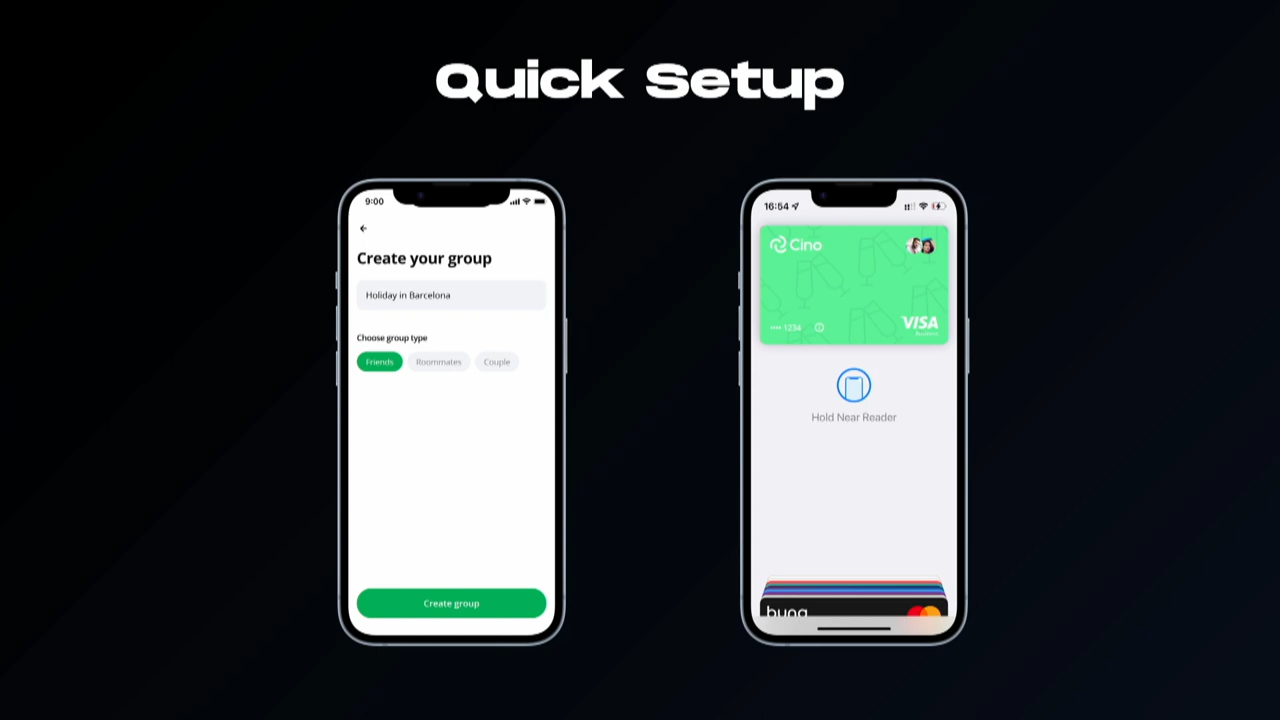 Quick Setup
9:00
Create your group
Holiday in Barcelona
Choose group type
Friends Roommates Couple
Create group
16:54
Cino
•••• 1234
VISA
Hold Near Reader
bunq